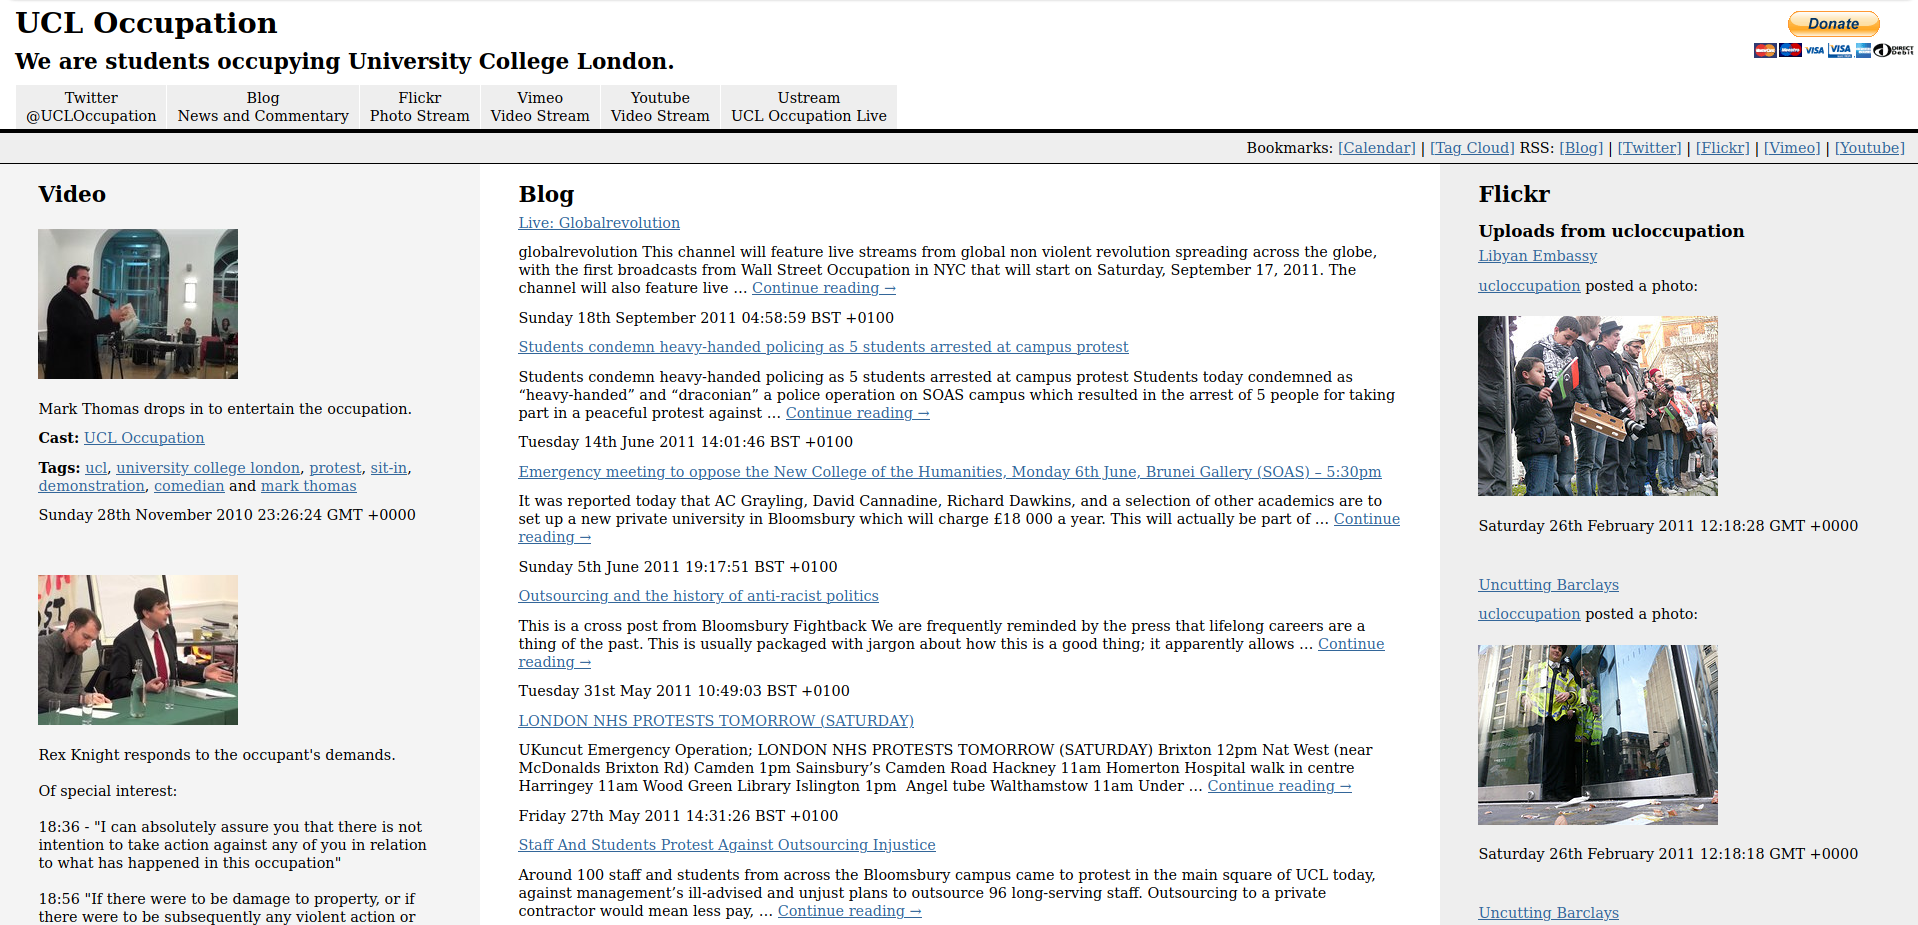 UCL Occupation
We are students occupying University College London.
Donate
Twitter
@UCLOccupation
Blog
News and Commentary
Flickr
Photo Stream
Vimeo
Video Stream
Youtube
Video Stream
Ustream
UCL Occupation Live
Bookmarks: [Calendar] | [Tag Cloud] RSS: [Blog] | [Twitter] | [Flickr] | [Vimeo] | [Youtube]
Video
Mark Thomas drops in to entertain the occupation.
Cast: UCL Occupation
Tags: ucl, university college london, protest, sit-in,
demonstration, comedian and mark thomas
Sunday 28th November 2010 23:26:24 GMT +0000
Rex Knight responds to the occupant's demands.
Of special interest:
18:36 - "I can absolutely assure you that there is not
intention to take action against any of you in relation
to what has happened in this occupation"
18:56 "If there were to be damage to property, or if
there were to be subsequently any violent action or
Blog
Live: Globalrevolution
globalrevolution This channel will feature live streams from global non violent revolution spreading across the globe,
with the first broadcasts from Wall Street Occupation in NYC that will start on Saturday, September 17, 2011. The
channel will also feature live … Continue reading →
Sunday 18th September 2011 04:58:59 BST +0100
Students condemn heavy-handed policing as 5 students arrested at campus protest
Students condemn heavy-handed policing as 5 students arrested at campus protest Students today condemned as
“heavy-handed” and “draconian” a police operation on SOAS campus which resulted in the arrest of 5 people for taking
part in a peaceful protest against … Continue reading →
Tuesday 14th June 2011 14:01:46 BST +0100
Emergency meeting to oppose the New College of the Humanities, Monday 6th June, Brunei Gallery (SOAS) – 5:30pm
It was reported today that AC Grayling, David Cannadine, Richard Dawkins, and a selection of other academics are to
set up a new private university in Bloomsbury which will charge £18 000 a year. This will actually be part of … Continue
reading →
Sunday 5th June 2011 19:17:51 BST +0100
Outsourcing and the history of anti-racist politics
This is a cross post from Bloomsbury Fightback We are frequently reminded by the press that lifelong careers are a
thing of the past. This is usually packaged with jargon about how this is a good thing; it apparently allows … Continue
reading →
Tuesday 31st May 2011 10:49:03 BST +0100
LONDON NHS PROTESTS TOMORROW (SATURDAY)
UKuncut Emergency Operation; LONDON NHS PROTESTS TOMORROW (SATURDAY) Brixton 12pm Nat West (near
McDonalds Brixton Rd) Camden 1pm Sainsbury’s Camden Road Hackney 11am Homerton Hospital walk in centre
Harringey 11am Wood Green Library Islington 1pm  Angel tube Walthamstow 11am Under … Continue reading →
Friday 27th May 2011 14:31:26 BST +0100
Staff And Students Protest Against Outsourcing Injustice
Around 100 staff and students from across the Bloomsbury campus came to protest in the main square of UCL today,
against management’s ill-advised and unjust plans to outsource 96 long-serving staff. Outsourcing to a private
contractor would mean less pay, … Continue reading →
Flickr
Uploads from ucloccupation
Libyan Embassy
ucloccupation posted a photo:
Saturday 26th February 2011 12:18:28 GMT +0000
Uncutting Barclays
ucloccupation posted a photo:
Saturday 26th February 2011 12:18:18 GMT +0000
Uncutting Barclays